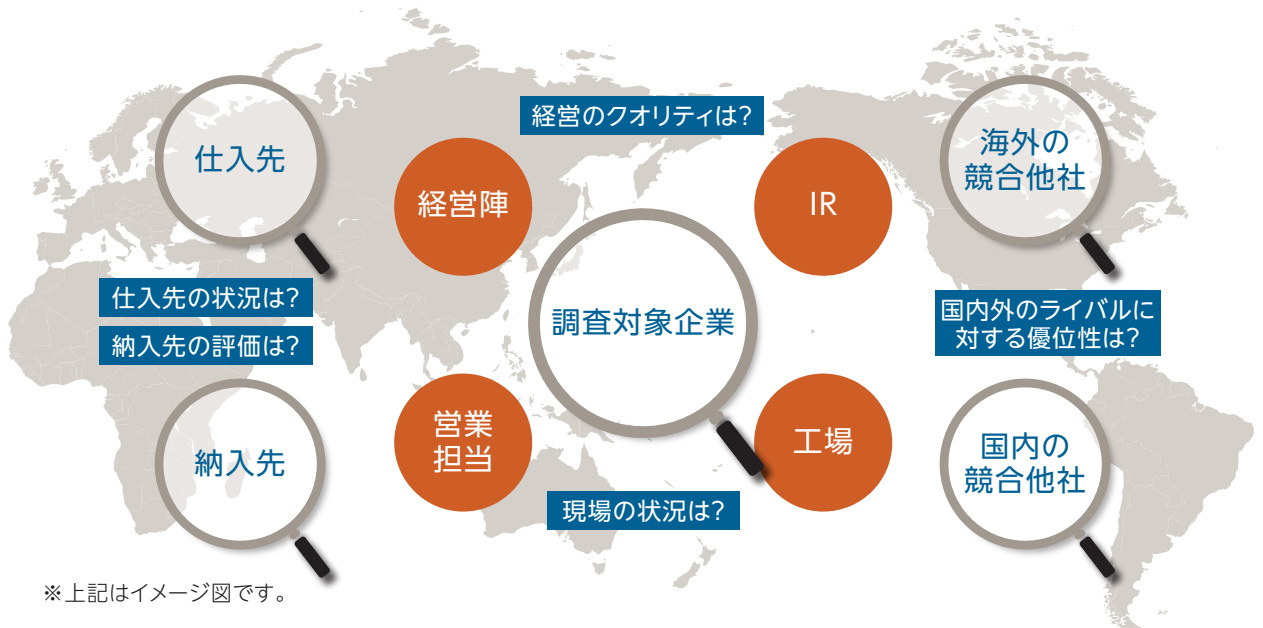 経営のクオリティは?
仕入先
海外の
競合他社
経営陣
IR
仕入先の状況は?
納入先の評価は?
調査対象企業
国内外のライバルに
対する優位性は?
納入先
営業
担当
工場
国内の
競合他社
現場の状況は?
※上記はイメージ図です。